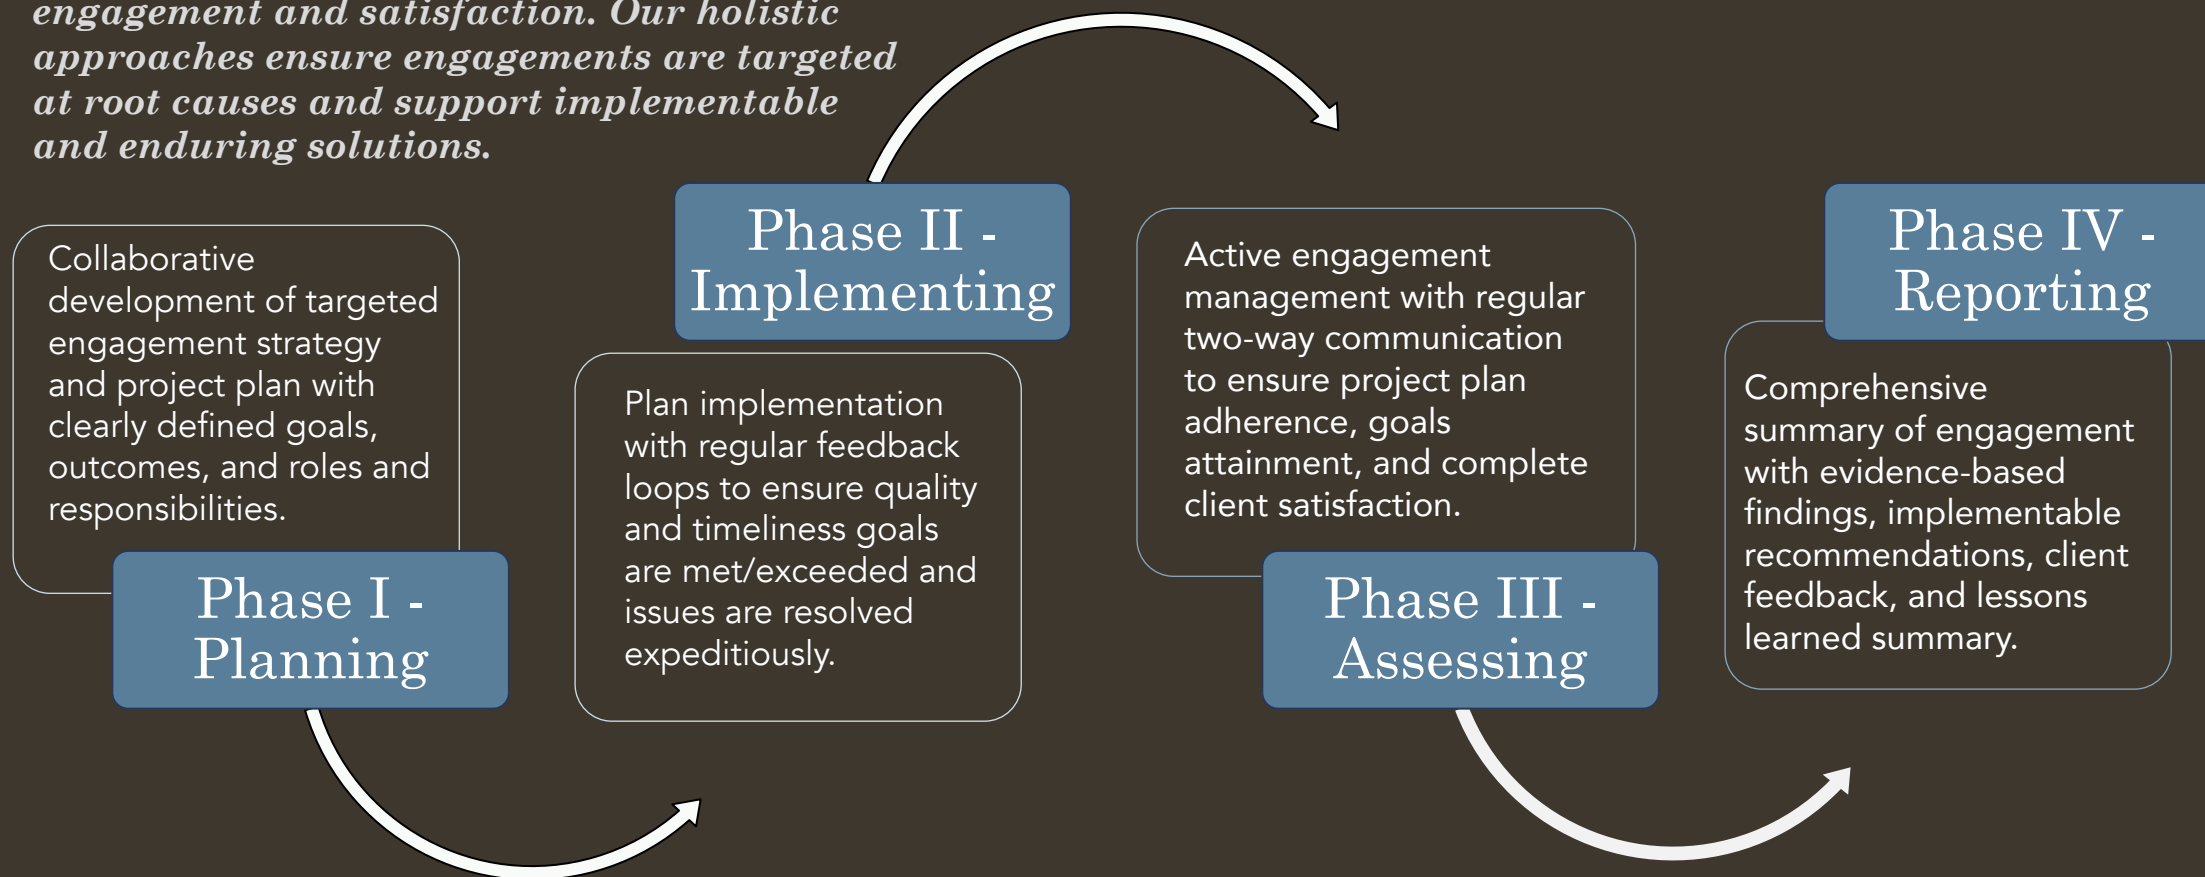 engagement and satisfaction. Our holistic
approaches ensure engagements are targeted
at root causes and support implementable
and enduring solutions.
Collaborative
development of targeted
engagement strategy
and project plan with
clearly defined goals,
outcomes, and roles and
responsibilities.
Phase I -
Planning
Phase II -
Implementing
Plan implementation
with regular feedback
loops to ensure quality
and timeliness goals
are met/exceeded and
issues are resolved
expeditiously.
Active engagement
management with regular
two-way communication
to ensure project plan
adherence, goals
attainment, and complete
client satisfaction.
Phase III -
Assessing
Phase IV -
Reporting
Comprehensive
summary of engagement
with evidence-based
findings, implementable
recommendations, client
feedback, and lessons
learned summary.